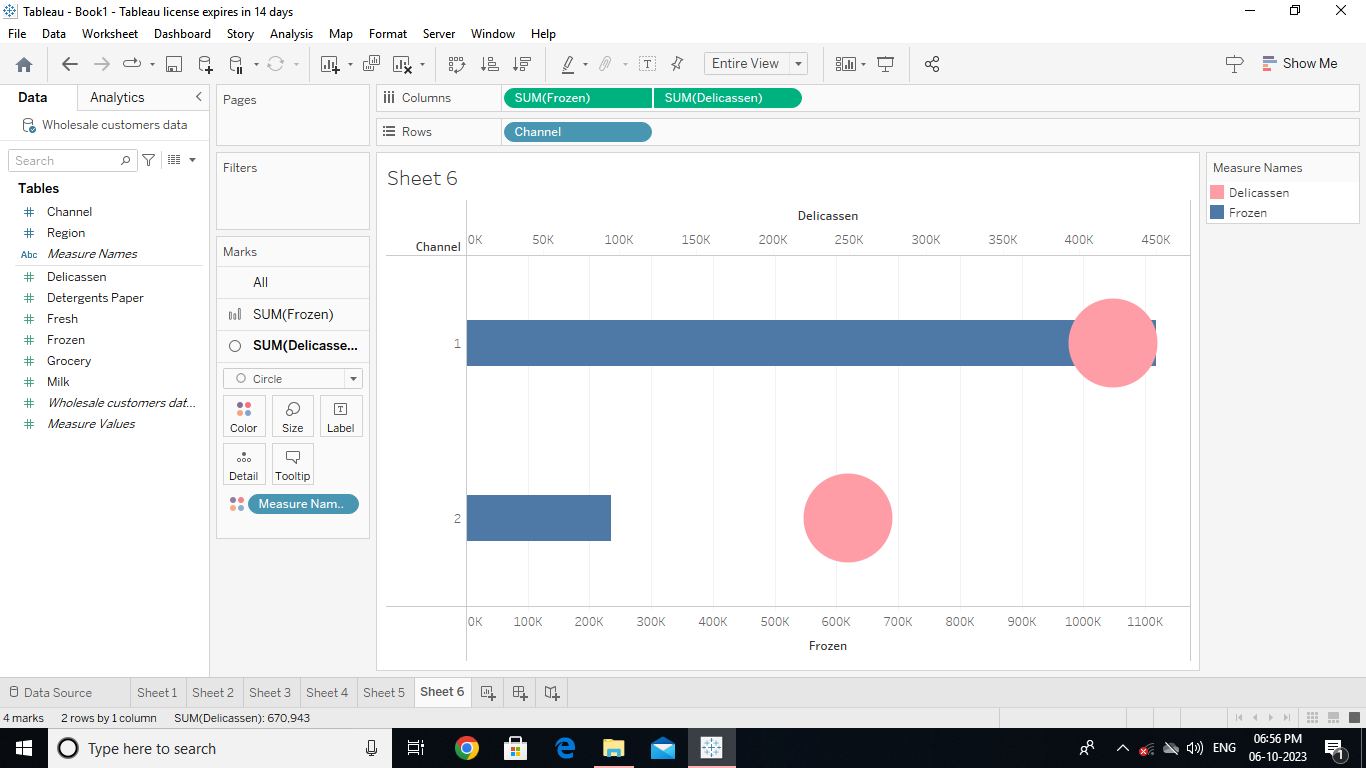 Tableau - Book1 - Tableau license expires in 14 days
File Data Worksheet Dashboard Story Analysis Map Format Server Window Help
Entire View
Show Me
Data Analytics
Wholesale customers data
Search
Tables
Channel
Region
Abc Measure Names
Delicassen
Detergents Paper
Fresh
Frozen
Grocery
Milk
Wholesale customers dat...
Measure Values
Pages
Filters
Marks
All
SUM(Frozen)
SUM(Delicasse...
Circle
Color Size Label
Detail Tooltip
Measure Nam..
Columns SUM(Frozen) SUM(Delicassen)
Rows Channel
Sheet 6
Delicassen
Channel 0K 50K 100K 150K 200K 250K 300K 350K 400K 450K
1
2
0K 100K 200K 300K 400K 500K 600K 700K 800K 900K 1000K 1100K
Frozen
Measure Names
Delicassen
Frozen
Data Source Sheet 1 Sheet 2 Sheet 3 Sheet 4 Sheet 5 Sheet 6
4 marks 2 rows by 1 column SUM(Delicassen): 670,943
Type here to search
ENG
06:56 PM
06-10-2023
1